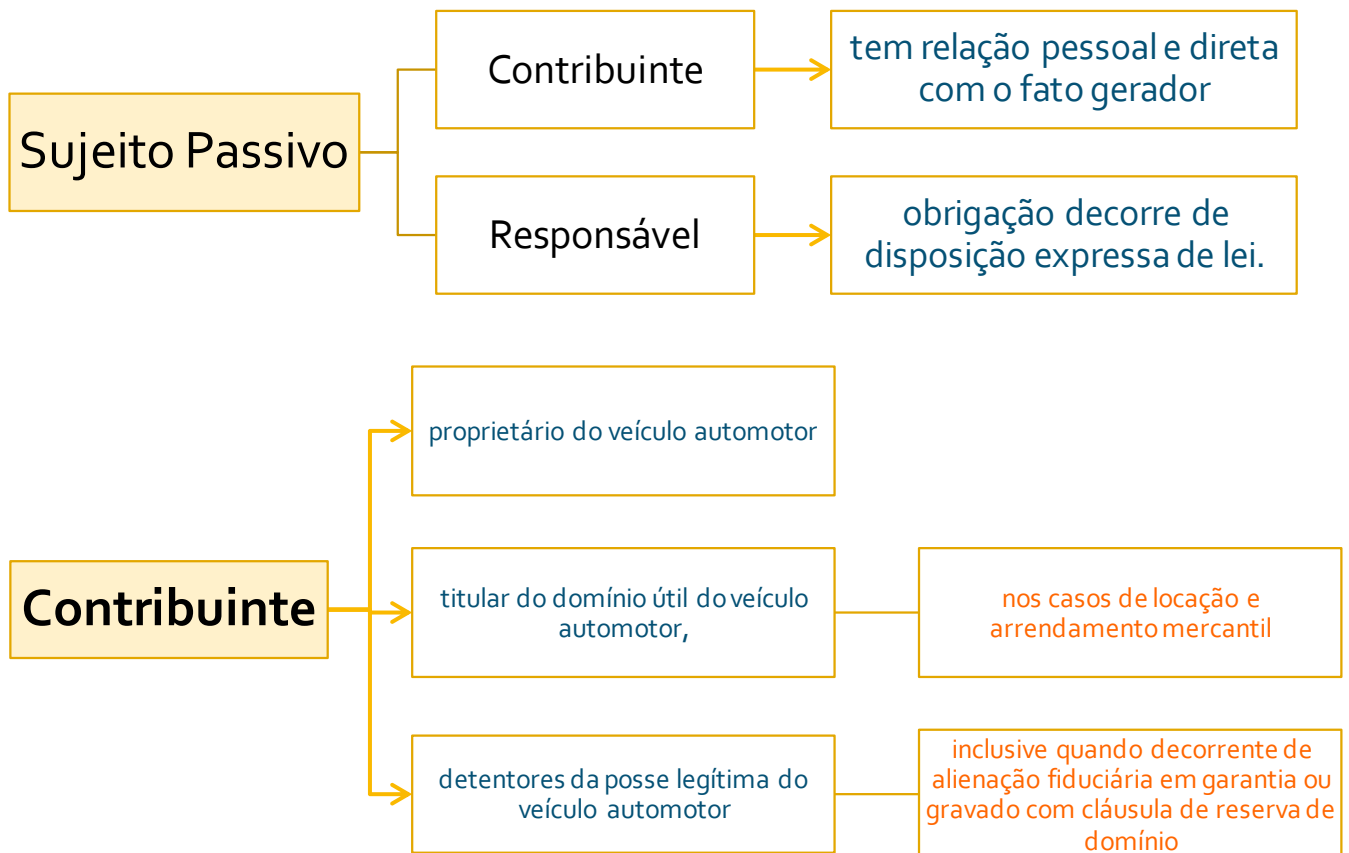 Sujeito Passivo
Contribuinte
tem relação pessoal e direta
com o fato gerador
Responsável
obrigação decorre de
disposição expressa de lei.
Contribuinte
proprietário do veículo automotor
titular do domínio útil do veículo
automotor,
nos casos de locação e
arrendamento mercantil
detentores da posse legítima do
veículo automotor
inclusive quando decorrente de
alienação fiduciária em garantia ou
gravado com cláusula de reserva de
domínio